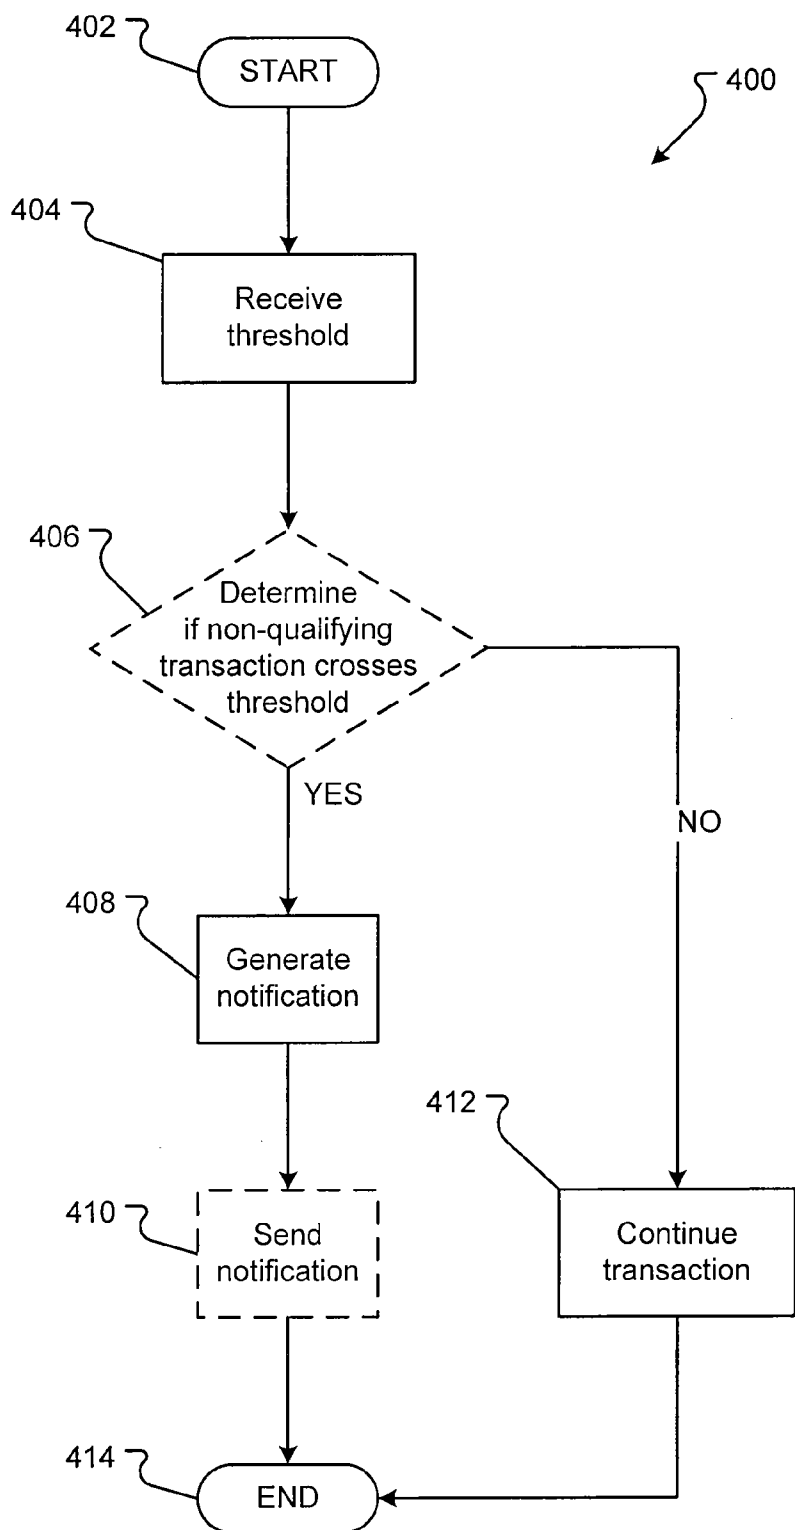 402
START
400
404
Receive
threshold
406
Determine
if non-qualifying
transaction crosses
threshold
YES
NO
408
Generate
notification
412
410
Send
notification
Continue
transaction
414
END